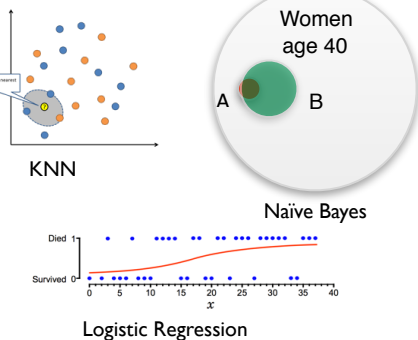 nearest
?
KNN
Women
age 40
A
B
Naïve Bayes
Died 1
Survived 0
0 5 10 15 20 25 30 35 40
x
Logistic Regression